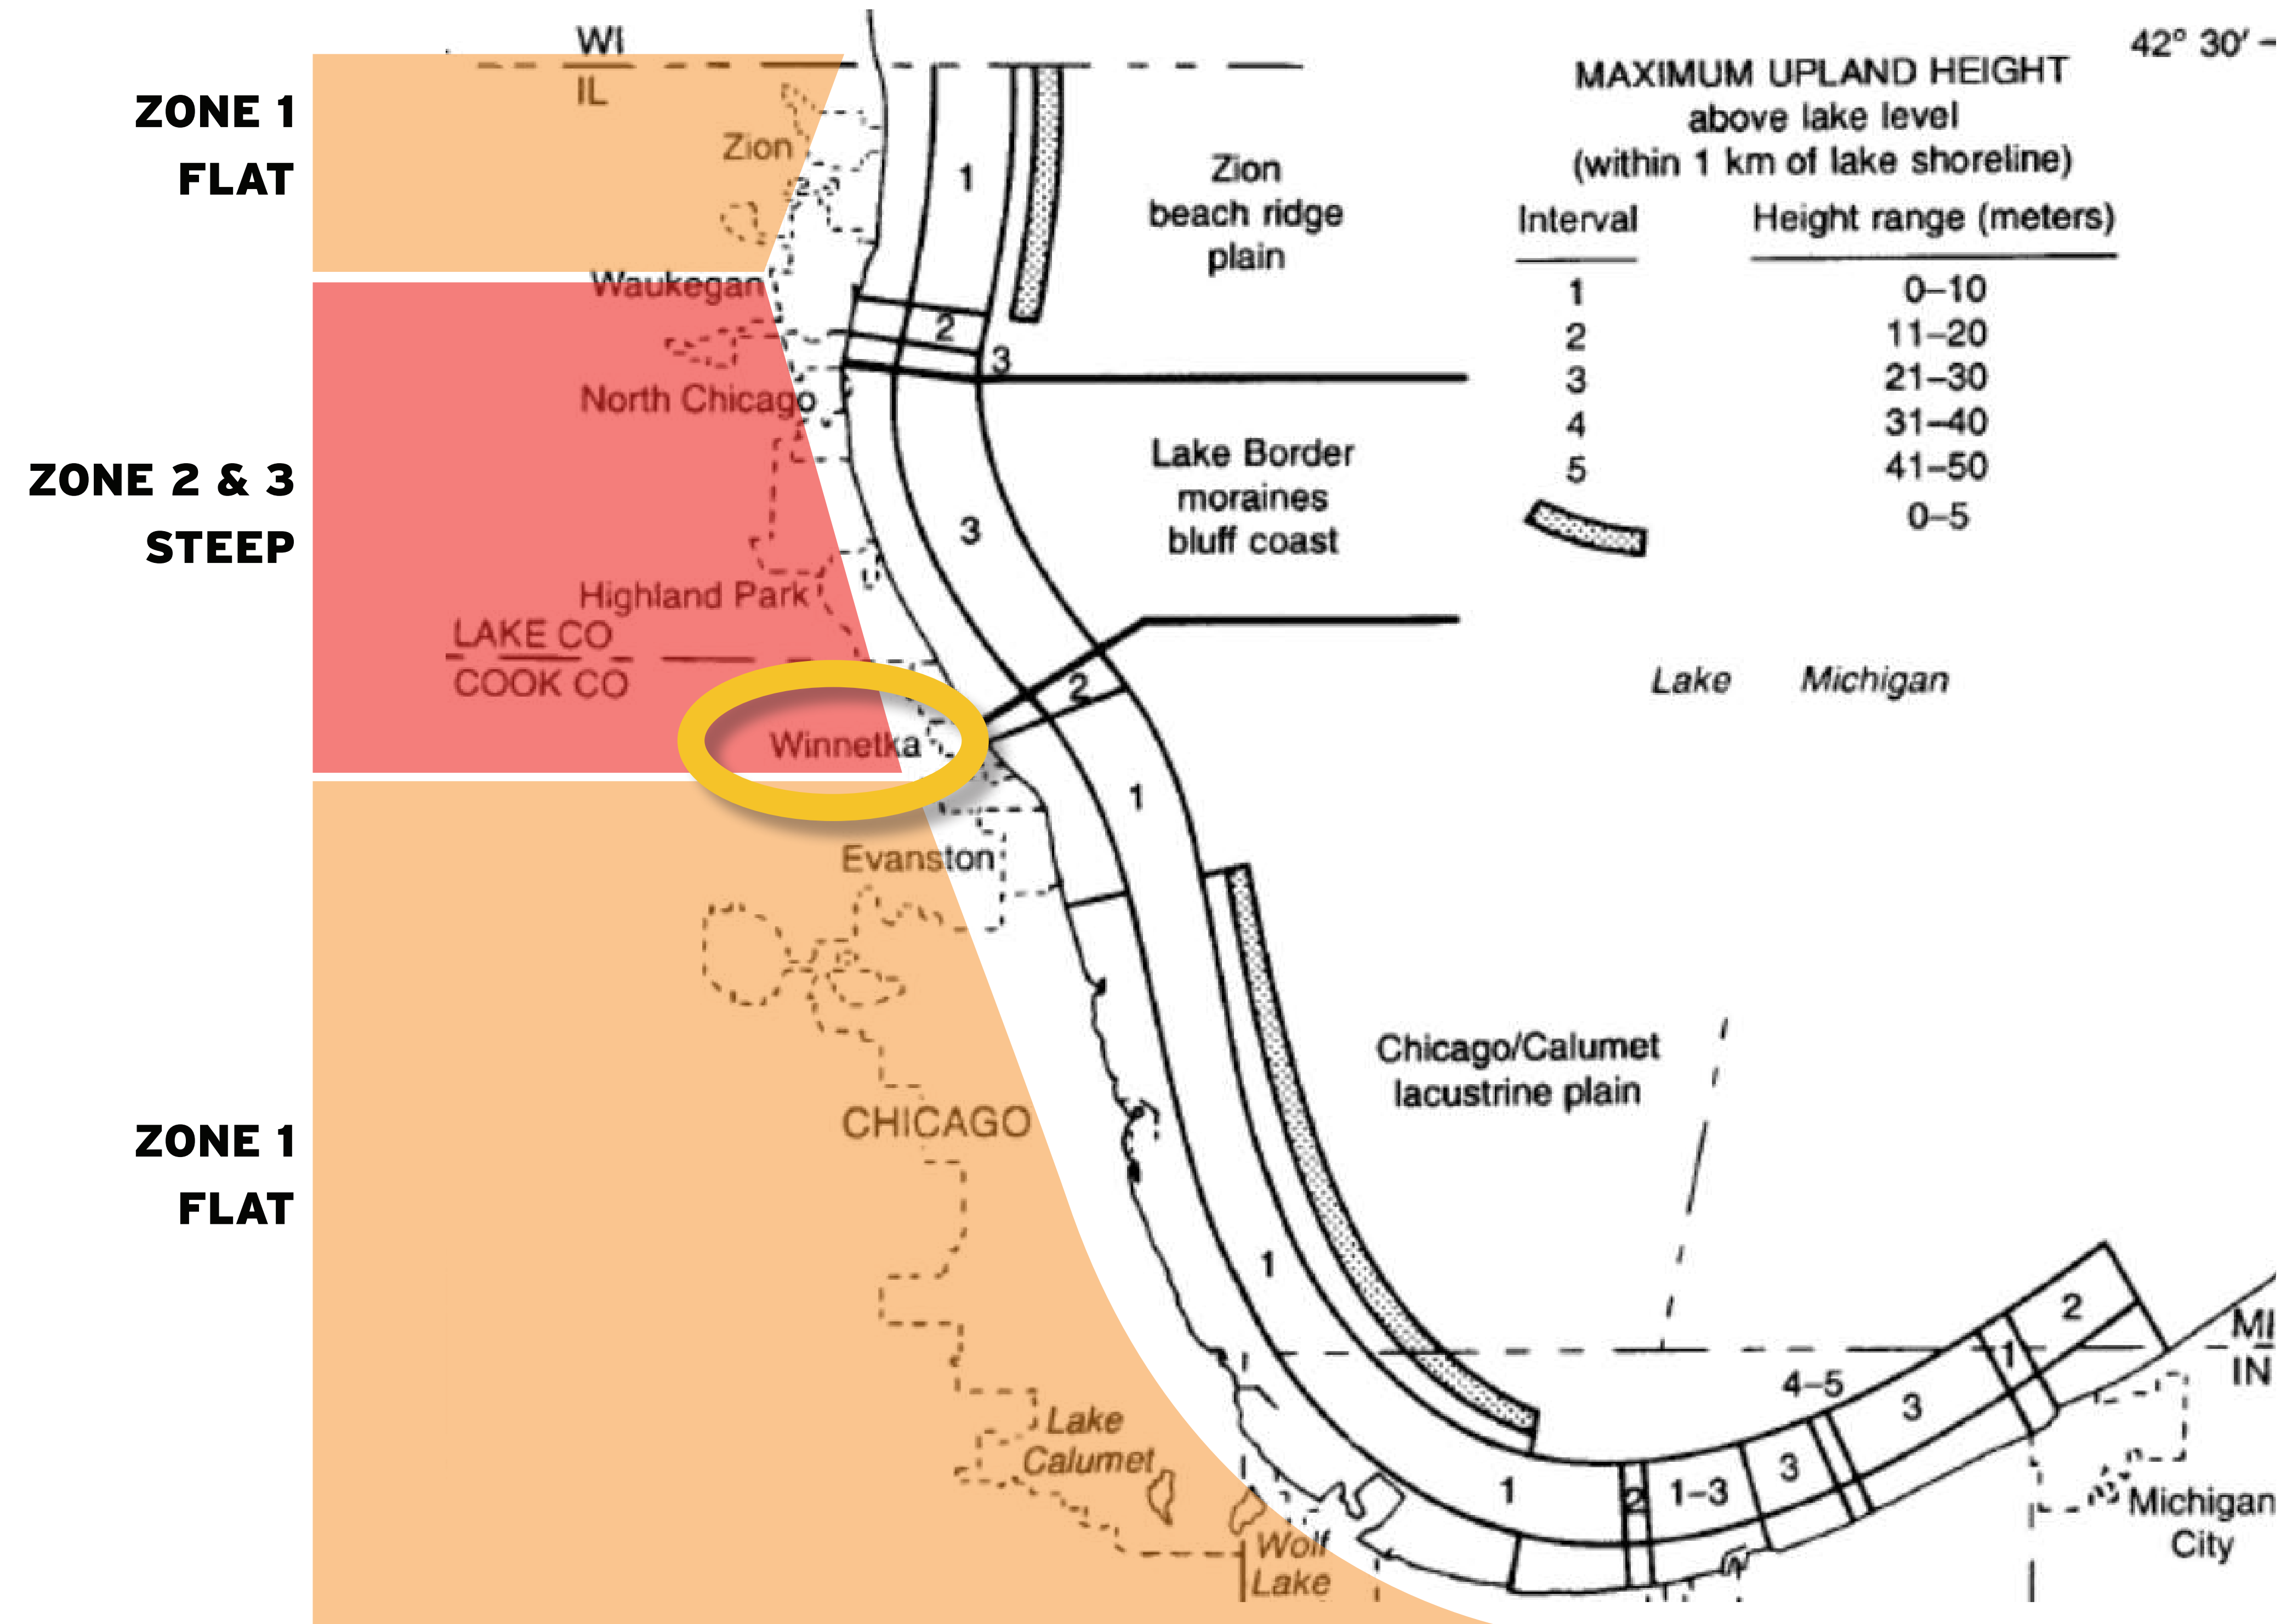 WI
42° 30′
ZONE 1
FLAT
IL
Zion
1
Zion
beach ridge
plain
MAXIMUM UPLAND HEIGHT
above lake level
(within 1 km of lake shoreline)
Interval Height range (meters)
1 0–10
2 11–20
3 21–30
4 31–40
5 41–50
0–5
Waukegan
2
3
North Chicago
ZONE 2 & 3
STEEP
Lake Border
moraines
bluff coast
3
Highland Park
LAKE CO
COOK CO
2
Lake Michigan
Winnetka
1
Evanston
Chicago/Calumet
lacustrine plain
CHICAGO
ZONE 1
FLAT
1
2
MI
IN
1
4–5
3
Lake
Calumet
3
1
2
1–3
Michigan
City
Wolf
Lake